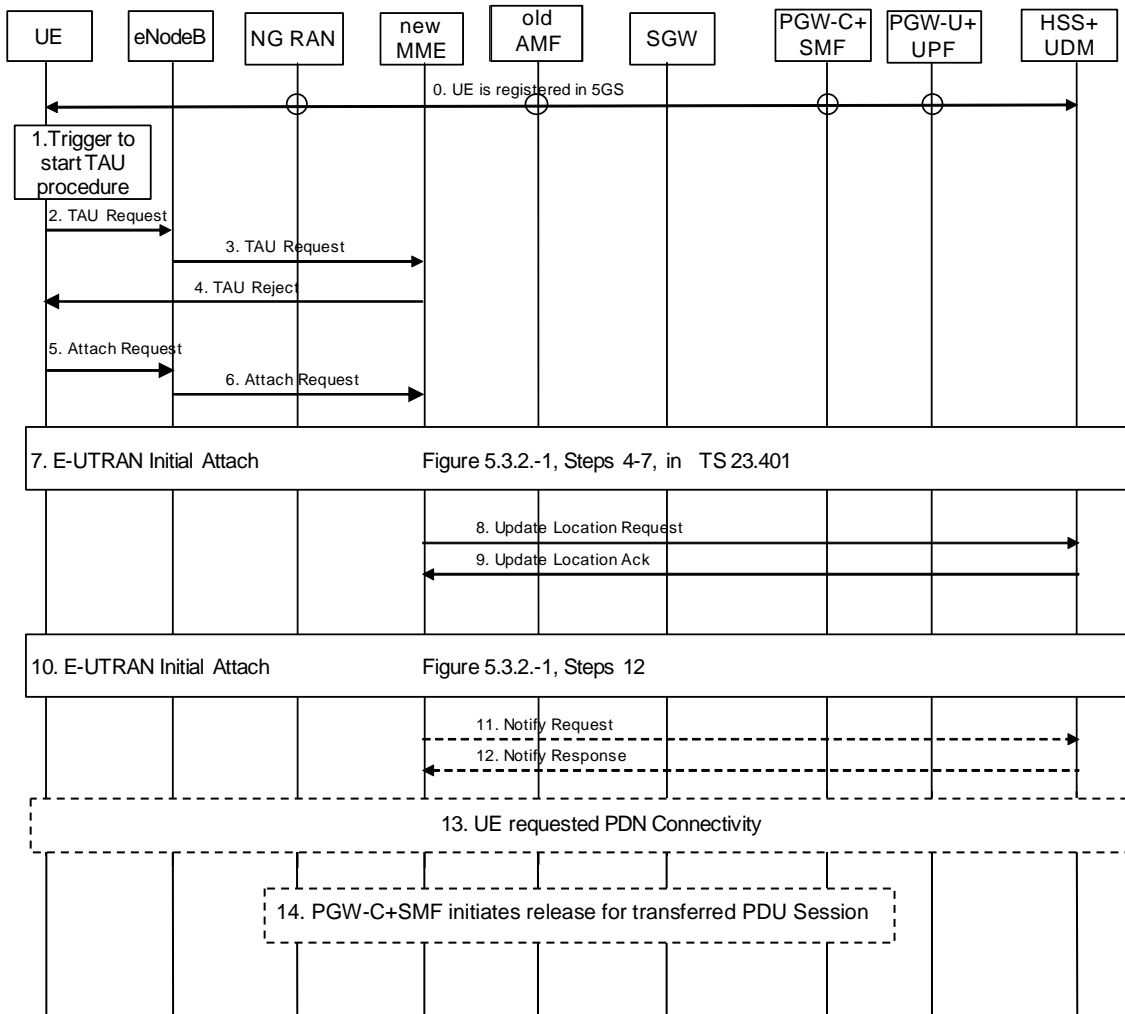 UE
eNodeB
NG RAN
new
MME
old
AMF
SGW
PGW-C+
SMF
PGW-U+
UPF
HSS+
UDM
0. UE is registered in 5GS
1.Trigger to
start TAU
procedure
2. TAU Request
3. TAU Request
4. TAU Reject
5. Attach Request
6. Attach Request
7. E-UTRAN Initial Attach Figure 5.3.2.-1, Steps 4-7, in TS 23.401
8. Update Location Request
9. Update Location Ack
10. E-UTRAN Initial Attach Figure 5.3.2.-1, Steps 12
11. Notify Request
12. Notify Response
13. UE requested PDN Connectivity
14. PGW-C+SMF initiates release for transferred PDU Session